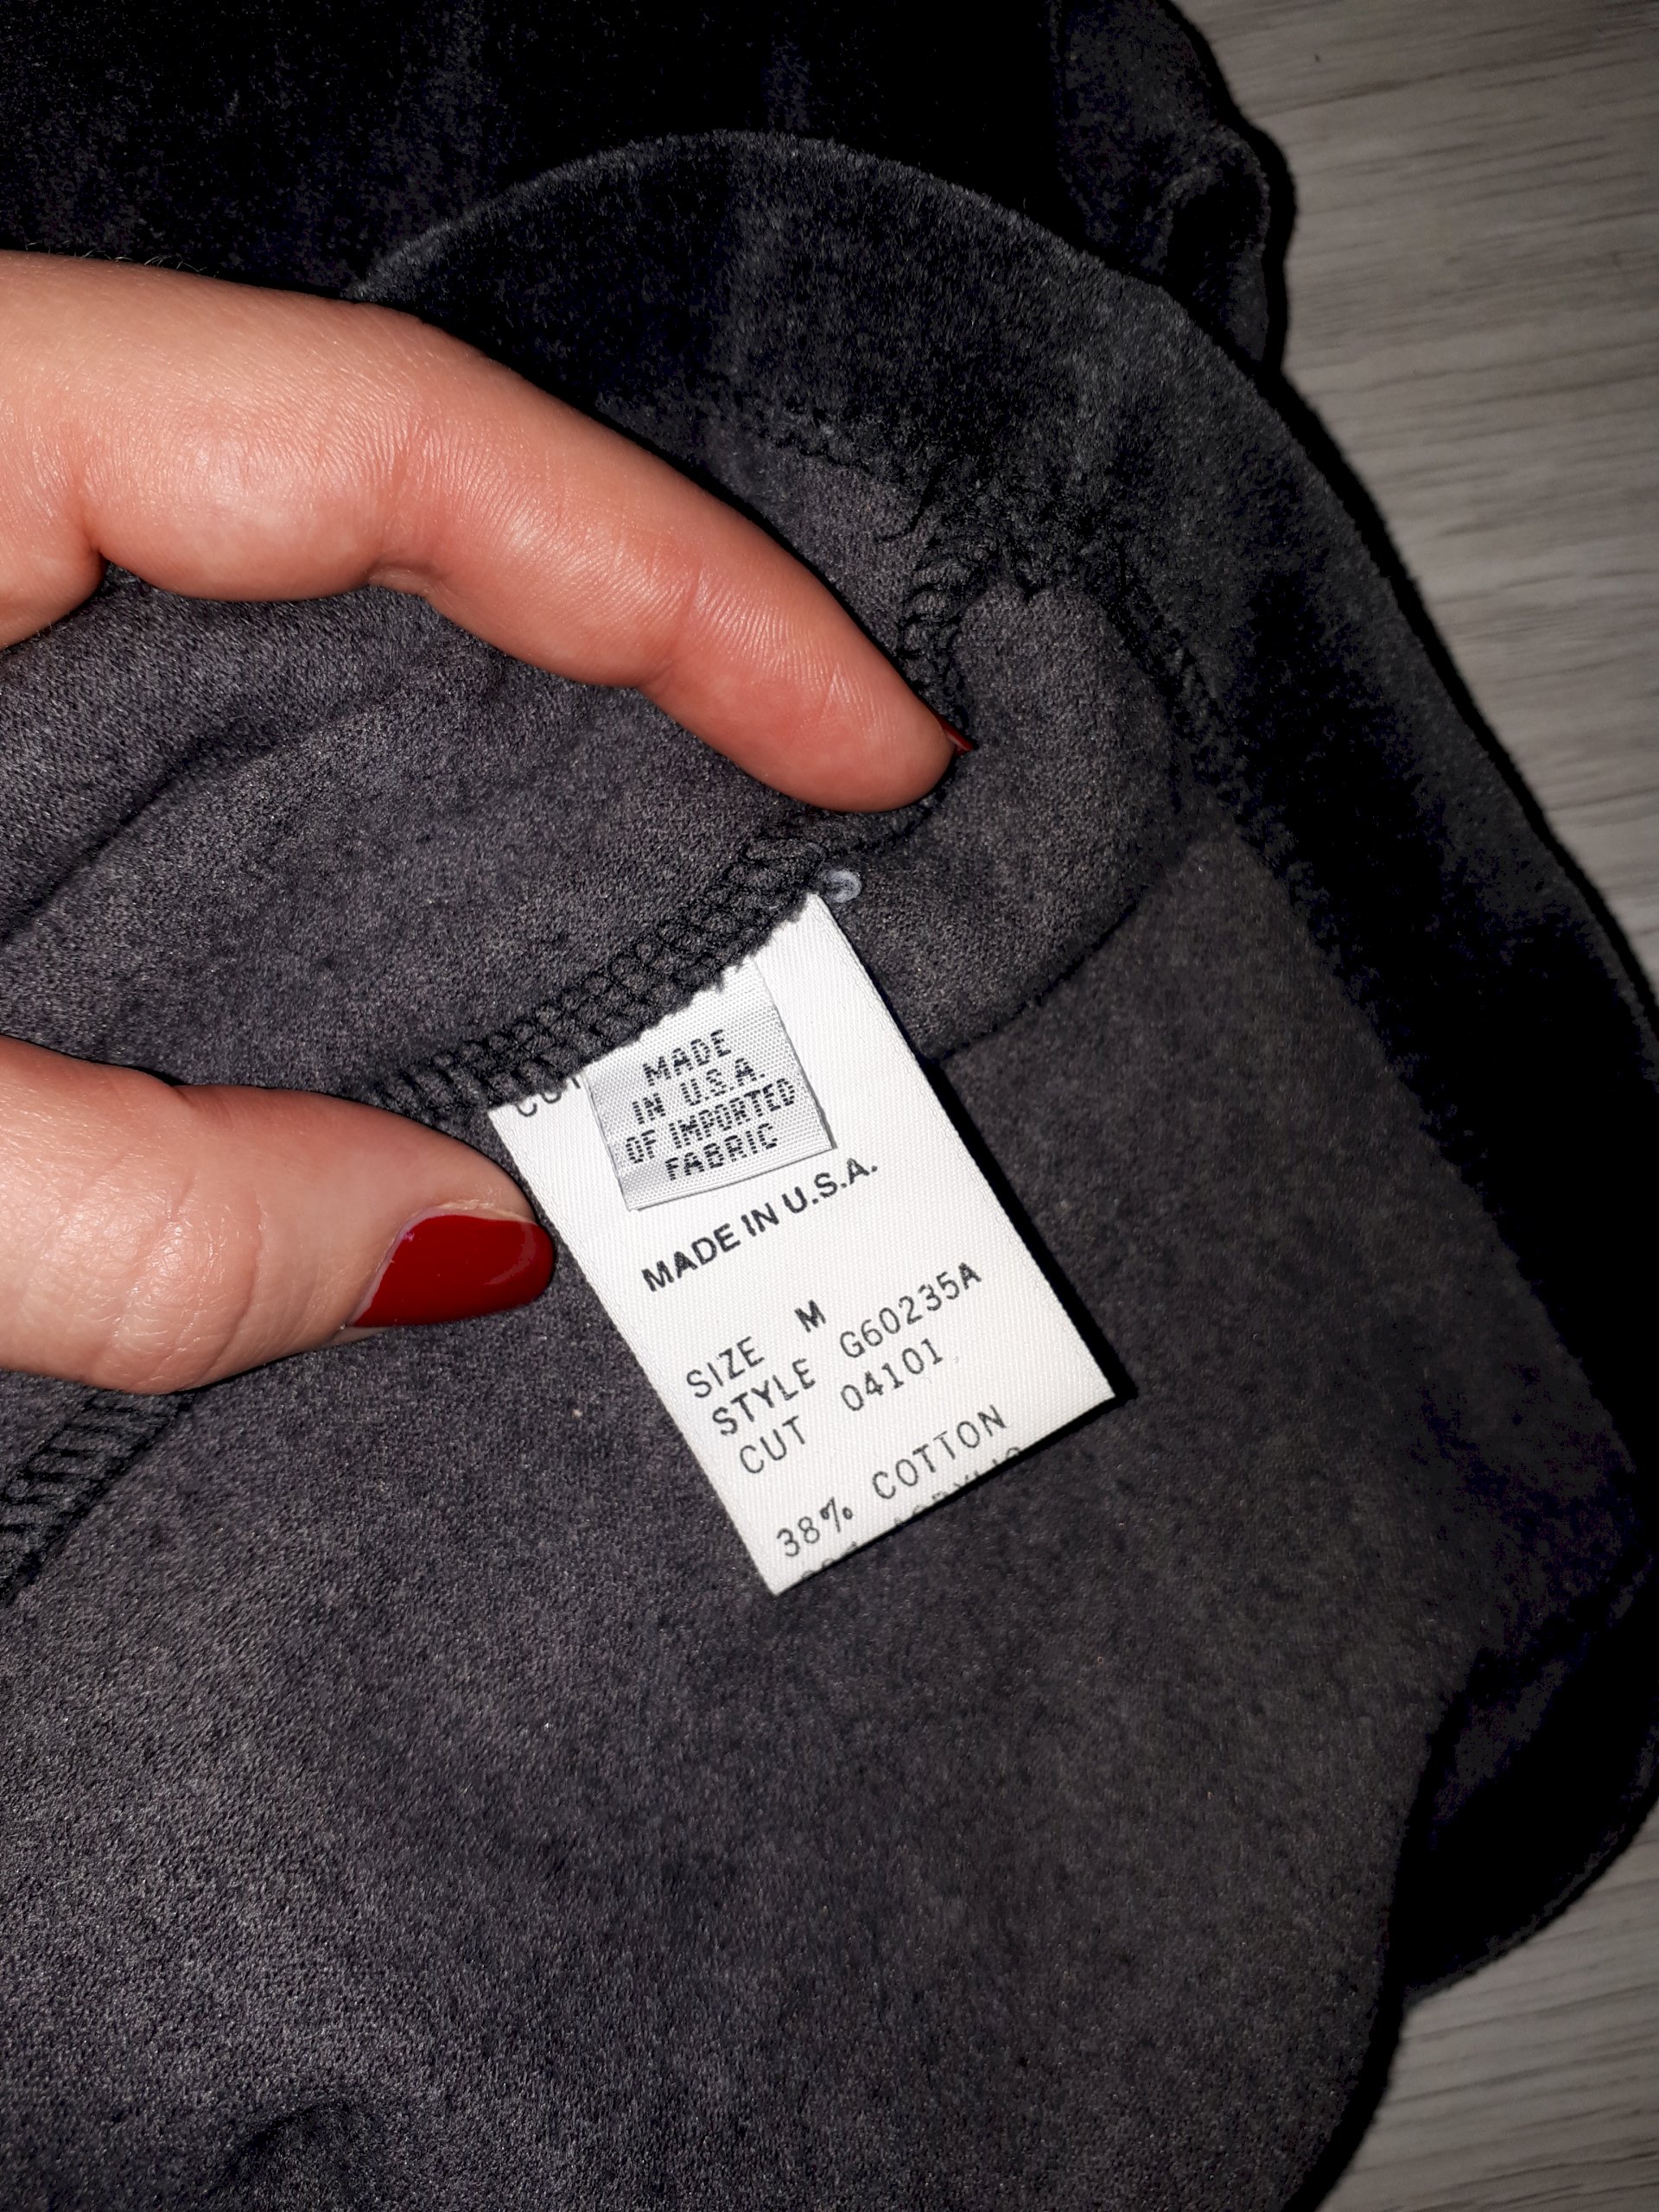 MADE
IN U.S.A.
OF IMPORTED
FABRIC
MADE IN U.S.A.
SIZE M
STYLE G60235A
CUT 04101
38% COTTON